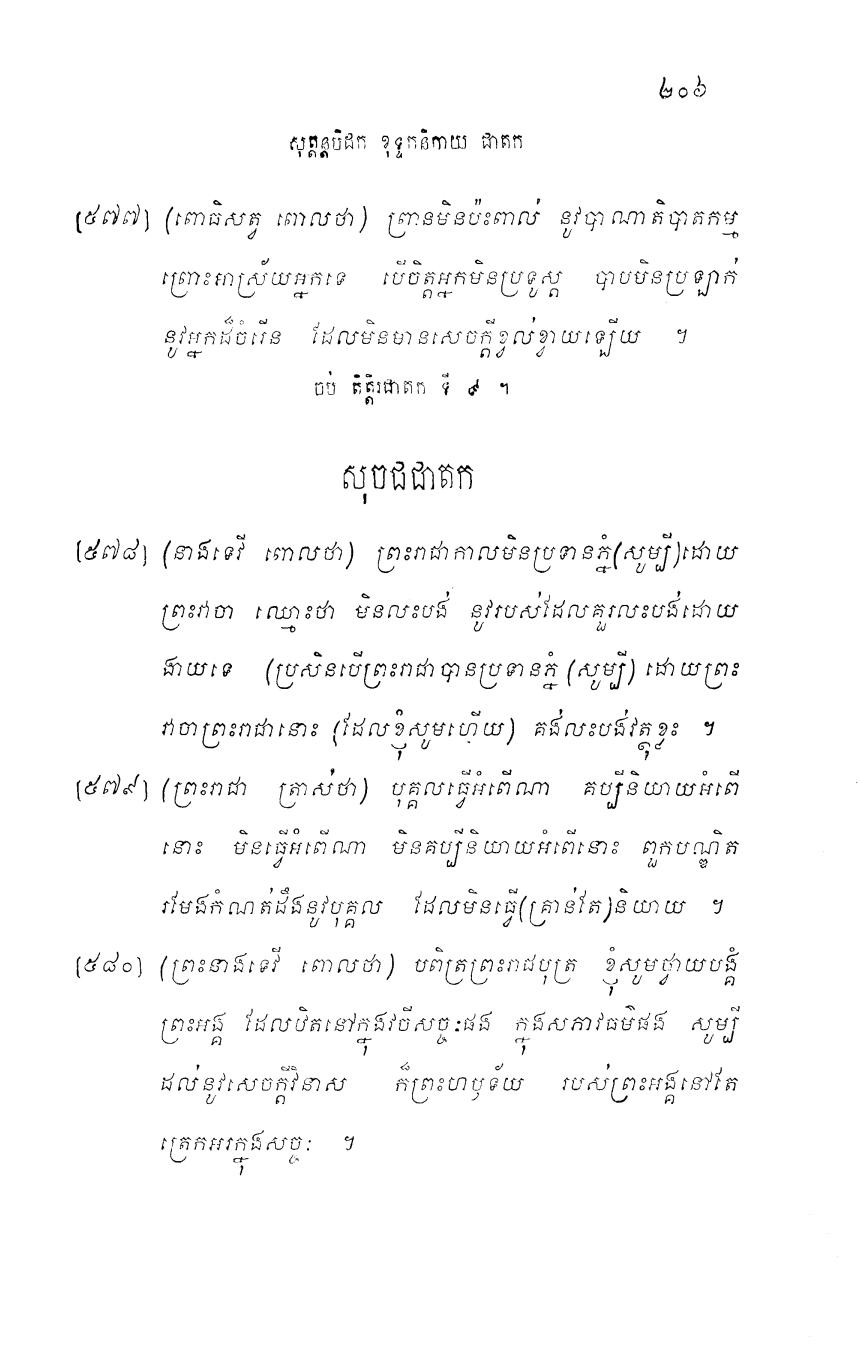 ២០៦
សុត្តន្តបិដក ខុទ្ទកនិកាយ ជាតក
[៥៧៧] (ពោធិសត្វ ពោលថា) ព្រានមិនប៉ះពាល់ នូវបាណាតិបាតកម្ម
ព្រោះអាស្រ័យអ្នកទេ បើចិត្តអ្នកមិនប្រទូស្ត បាបមិនប្រឡាក់
នូវអ្នកដ៏ចំរើន ដែលមិនមានសេចក្តីខ្វល់ខ្វាយឡើយ ។
ចប់ តិត្តិរជាតក ទី ៩ ។
សុចជជាតក
[៥៧៨] (នាងទេវី ពោលថា) ព្រះរាជាកាលមិនប្រទានភ្នំ(សូម្បី)ដោយ
ព្រះវាចា ឈ្មោះថា មិនលះបង់ នូវរបស់ដែលគួរលះបង់ដោយ
ងាយទេ (ប្រសិនបើព្រះរាជាបានប្រទានភ្នំ (សូម្បី) ដោយព្រះ
វាចាព្រះរាជានោះ (ដែលខ្ញុំសូមហើយ) គង់លះបង់វត្ថុខ្លះ ។
[៥៧៩] (ព្រះរាជា ត្រាស់ថា) បុគ្គលធ្វើអំពើណា គប្បីនិយាយអំពើ
នោះ មិនធ្វើអំពើណា មិនគប្បីនិយាយអំពើនោះ ពួកបណ្ឌិត
រមែងកំណត់ដឹងនូវបុគ្គល ដែលមិនធ្វើ(គ្រាន់តែ)និយាយ ។
[៥៨០] (ព្រះនាងទេវី ពោលថា) បពិត្រព្រះរាជបុត្រ ខ្ញុំសូមថ្វាយបង្គំ
ព្រះអង្គ ដែលឋិតនៅក្នុងវចីសច្ចៈផង ក្នុងសភាវធម៌ផង សូម្បី
ដល់នូវសេចក្តីវិនាស ក៏ព្រះហឫទ័យ របស់ព្រះអង្គនៅតែ
ត្រេកអរក្នុងសច្ចៈ ។